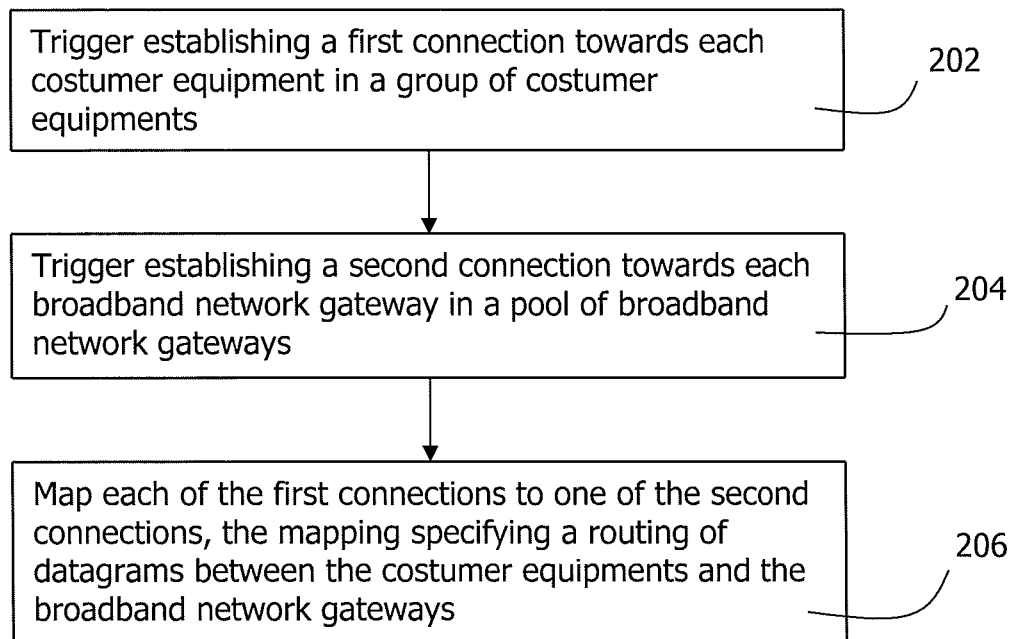 Trigger establishing a first connection towards each
costumer equipment in a group of costumer
equipments
202
Trigger establishing a second connection towards each
broadband network gateway in a pool of broadband
network gateways
204
Map each of the first connections to one of the second
connections, the mapping specifying a routing of
datagrams between the costumer equipments and the
broadband network gateways
206